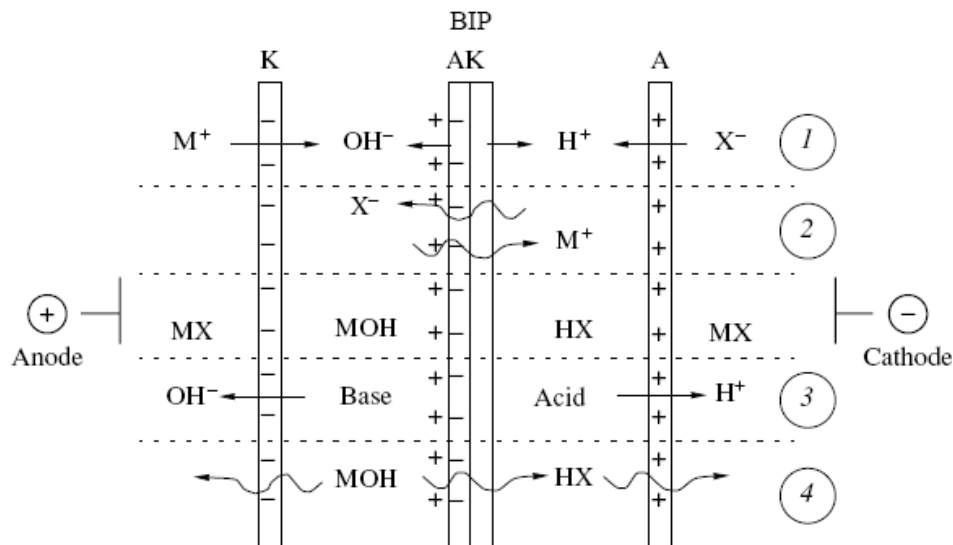 BIP
K AK A
M⁺ OH⁻ H⁺ X⁻ 1
X⁻
M⁺ 2
+ −
MX MOH HX MX
Anode Cathode
OH⁻ Base Acid H⁺ 3
MOH HX 4